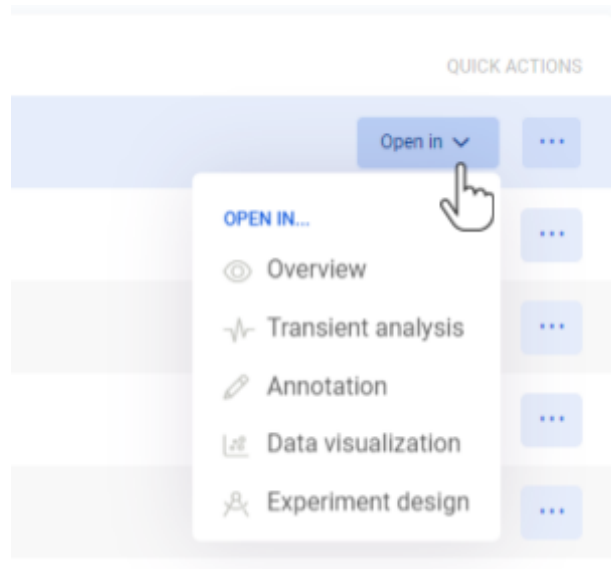 QUICK ACTIONS
Open in
OPEN IN...
Overview
Transient analysis
Annotation
Data visualization
Experiment design